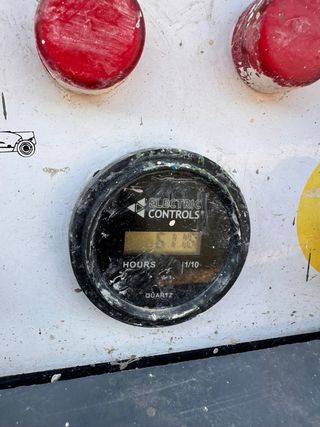 ELECTRIC
CONTROLS®
HOURS 1/10
QUARTZ